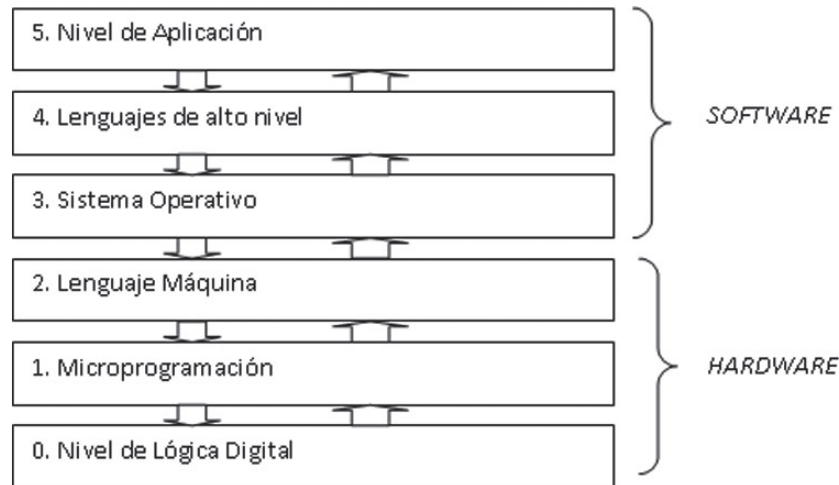 5. Nivel de Aplicación
4. Lenguajes de alto nivel
SOFTWARE
3. Sistema Operativo
2. Lenguaje Máquina
1. Microprogramación
HARDWARE
0. Nivel de Lógica Digital